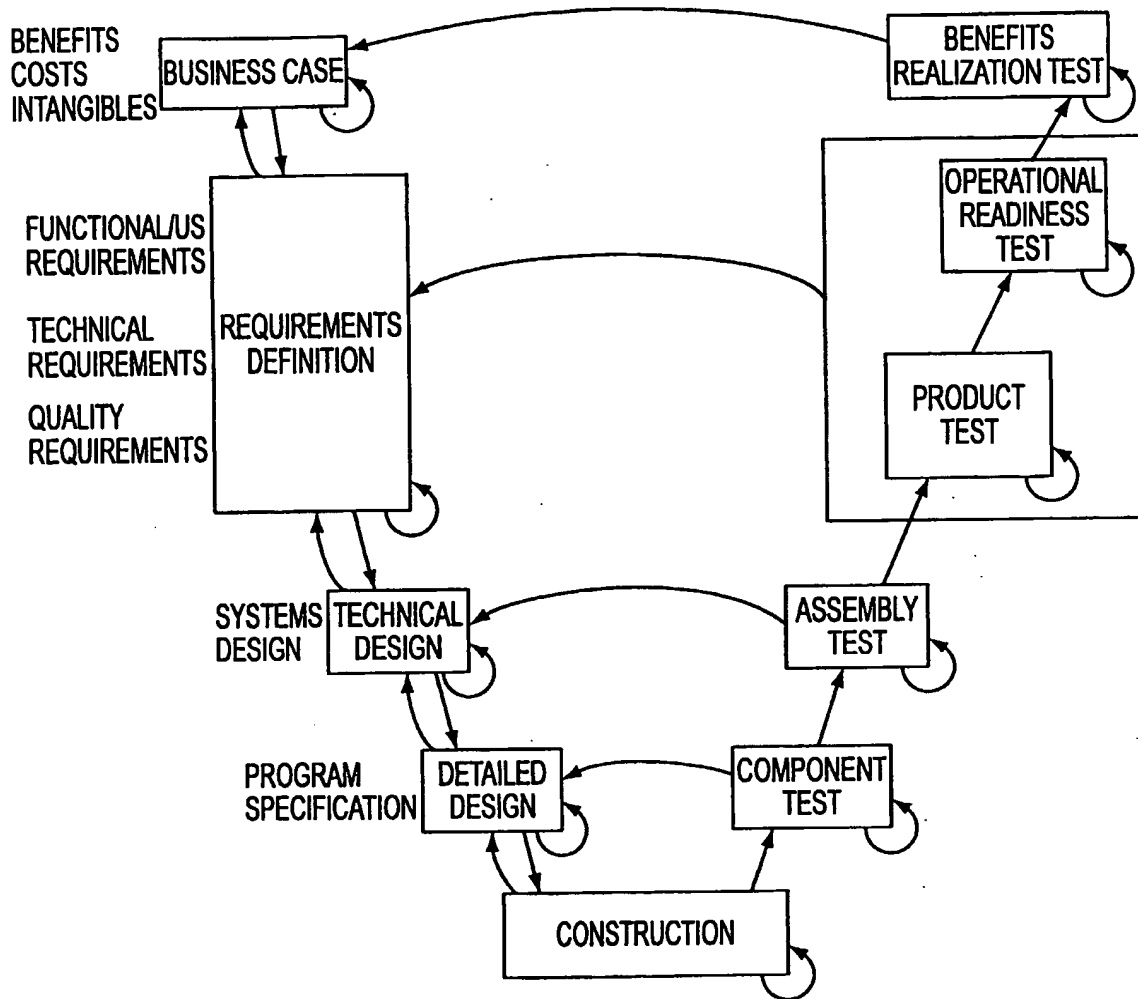 BENEFITS
COSTS
INTANGIBLES
BUSINESS CASE
BENEFITS
REALIZATION TEST
OPERATIONAL
READINESS
TEST
FUNCTIONAL/US
REQUIREMENTS
TECHNICAL
REQUIREMENTS
QUALITY
REQUIREMENTS
REQUIREMENTS
DEFINITION
PRODUCT
TEST
SYSTEMS
DESIGN
TECHNICAL
DESIGN
ASSEMBLY
TEST
PROGRAM
SPECIFICATION
DETAILED
DESIGN
COMPONENT
TEST
CONSTRUCTION